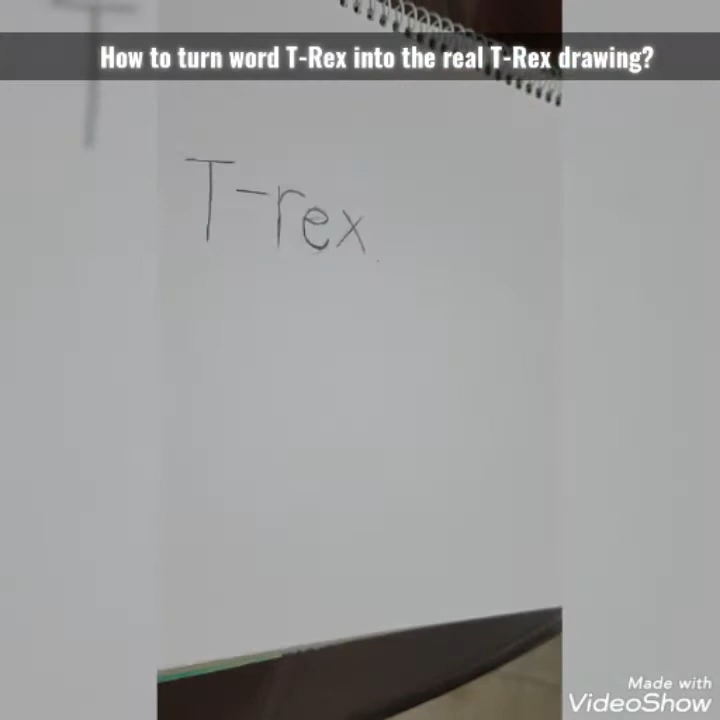 How to turn word T-Rex into the real T-Rex drawing?
T-rex
Made with
VideoShow